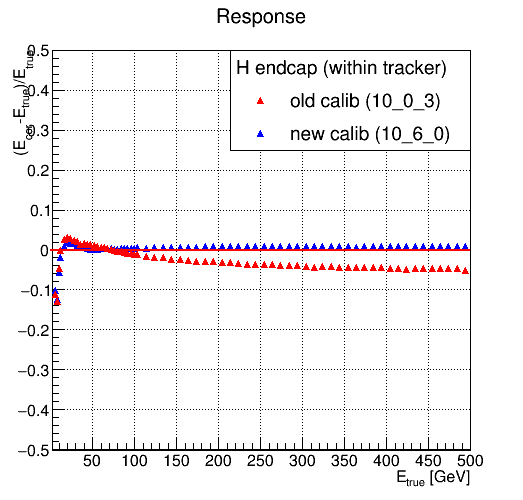 Response
(E_cor-E_true)/E_true
H endcap (within tracker)
old calib (10_0_3)
new calib (10_6_0)
0.5
0.4
0.3
0.2
0.1
0
−0.1
−0.2
−0.3
−0.4
−0.5
50 100 150 200 250 300 350 400 450 500
E_true [GeV]